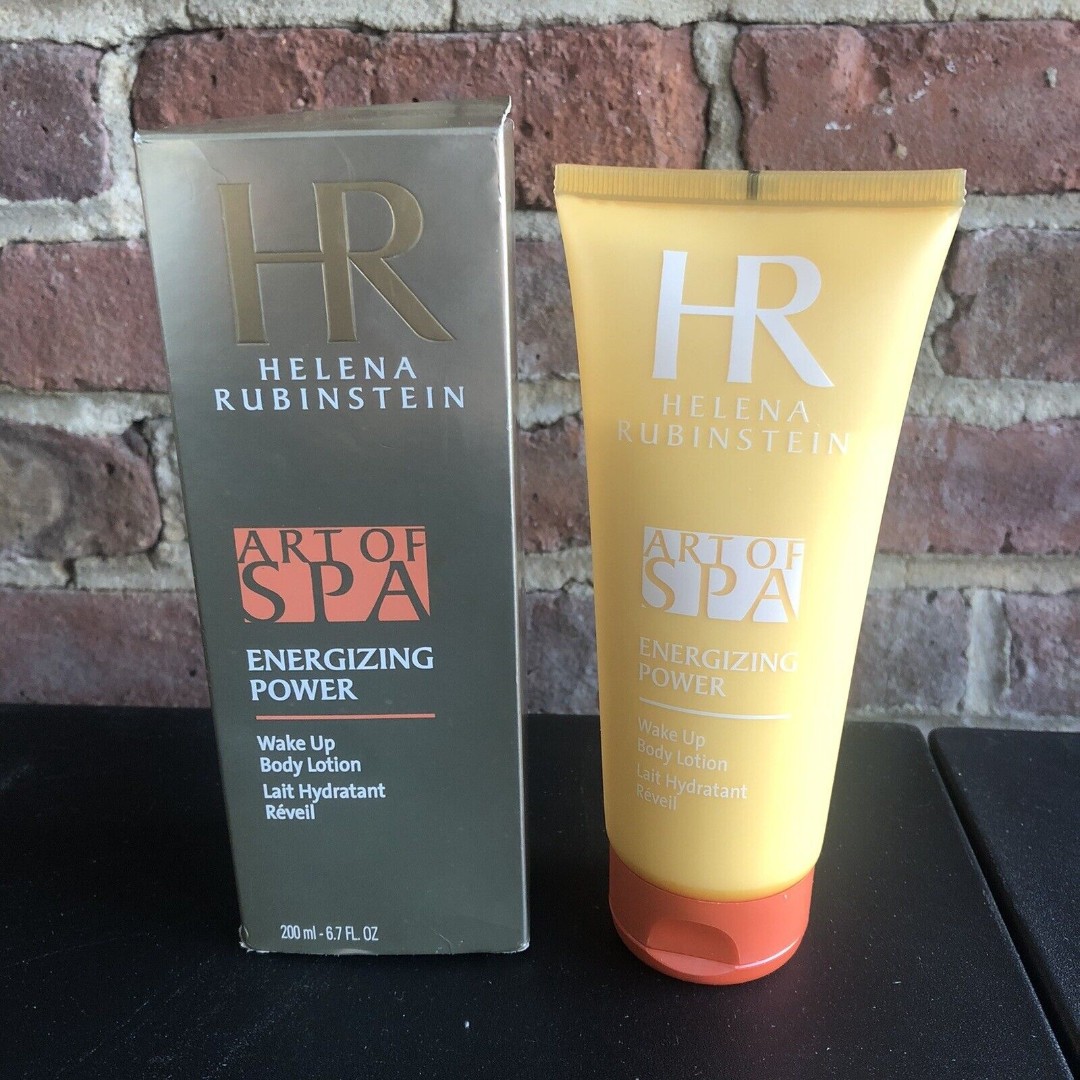 HR
HELENA
RUBINSTEIN
ART OF
SPA
ENERGIZING
POWER
Wake Up
Body Lotion
Lait Hydratant
Réveil
200 ml - 6.7 FL. OZ
HR
HELENA
RUBINSTEIN
ART OF
SPA
ENERGIZING
POWER
Wake Up
Body Lotion
Lait Hydratant
Réveil